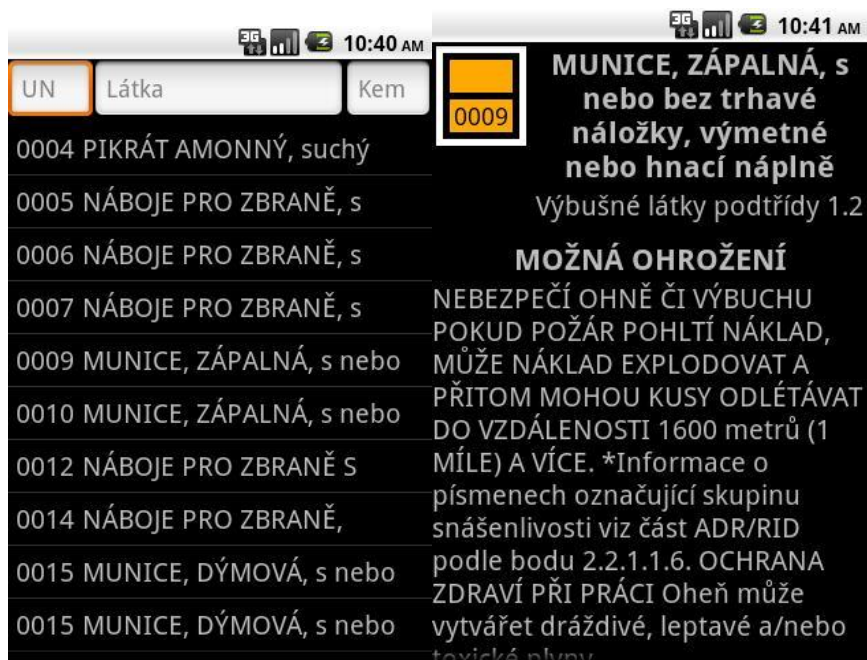 3G 10:40 AM
UN Látka Kem
0004 PIKRÁT AMONNÝ, suchý
0005 NÁBOJE PRO ZBRANĚ, s
0006 NÁBOJE PRO ZBRANĚ, s
0007 NÁBOJE PRO ZBRANĚ, s
0009 MUNICE, ZÁPALNÁ, s nebo
0010 MUNICE, ZÁPALNÁ, s nebo
0012 NÁBOJE PRO ZBRANĚ S
0014 NÁBOJE PRO ZBRANĚ,
0015 MUNICE, DÝMOVÁ, s nebo
0015 MUNICE, DÝMOVÁ, s nebo
3G 10:41 AM
0009
MUNICE, ZÁPALNÁ, s
nebo bez trhavé
náložky, výmetné
nebo hnací náplně
Výbušné látky podtřídy 1.2
MOŽNÁ OHROŽENÍ
NEBEZPEČÍ OHNĚ ČI VÝBUCHU
POKUD POŽÁR POHLTÍ NÁKLAD,
MŮŽE NÁKLAD EXPLODOVAT A
PŘITOM MOHOU KUSY ODLÉTÁVAT
DO VZDÁLENOSTI 1600 metrů (1
MÍLE) A VÍCE. *Informace o
písmenech označující skupinu
snášenlivosti viz část ADR/RID
podle bodu 2.2.1.1.6. OCHRANA
ZDRAVÍ PŘI PRÁCI Oheň může
vytvářet dráždivé, leptavé a/nebo
toxické plyny